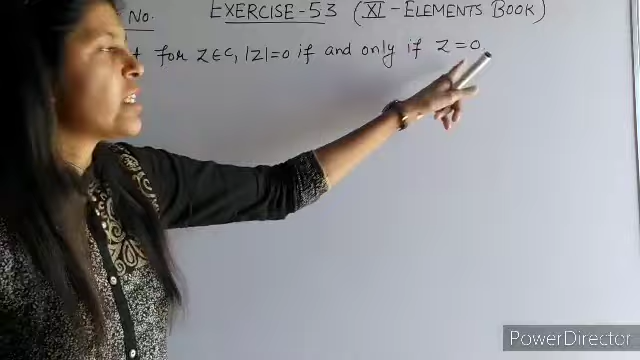 No. EXERCISE-53 (XI-ELEMENTS BOOK)
for Z∈C, |Z|=0 if and only if Z=0.
PowerDirector